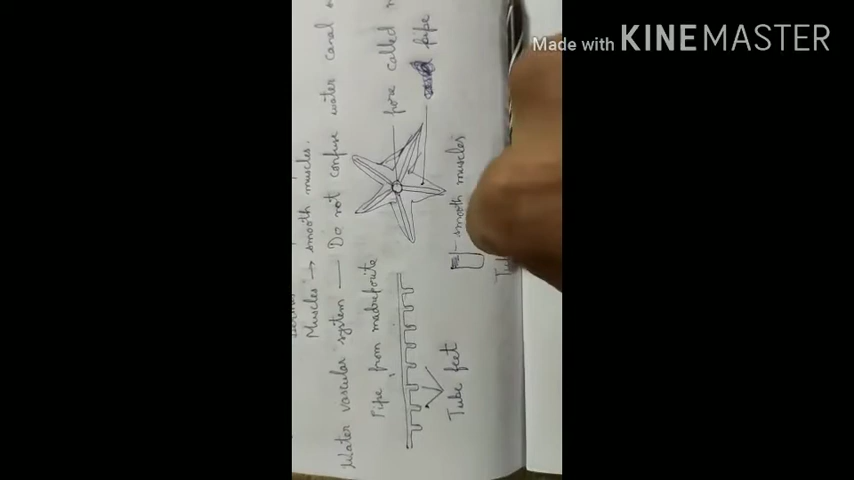 Made with KINEMASTER
Muscles → smooth muscles.
Water vascular system — Do not confuse water canal
Pipe from madreporite
pore called
pipe
smooth muscles
Tube feet